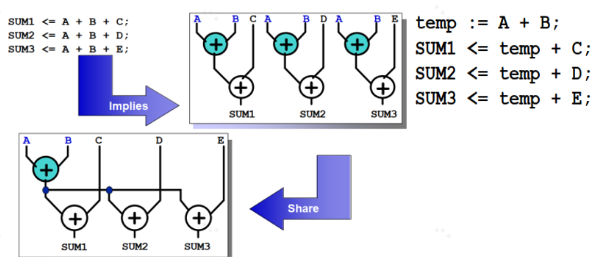 SUM1 <= A + B + C;
SUM2 <= A + B + D;
SUM3 <= A + B + E;
Implies
A B C A B D A B E
+ + +
+ + +
SUM1 SUM2 SUM3
temp := A + B;
SUM1 <= temp + C;
SUM2 <= temp + D;
SUM3 <= temp + E;
A B C D E
+
+ + +
SUM1 SUM2 SUM3
Share